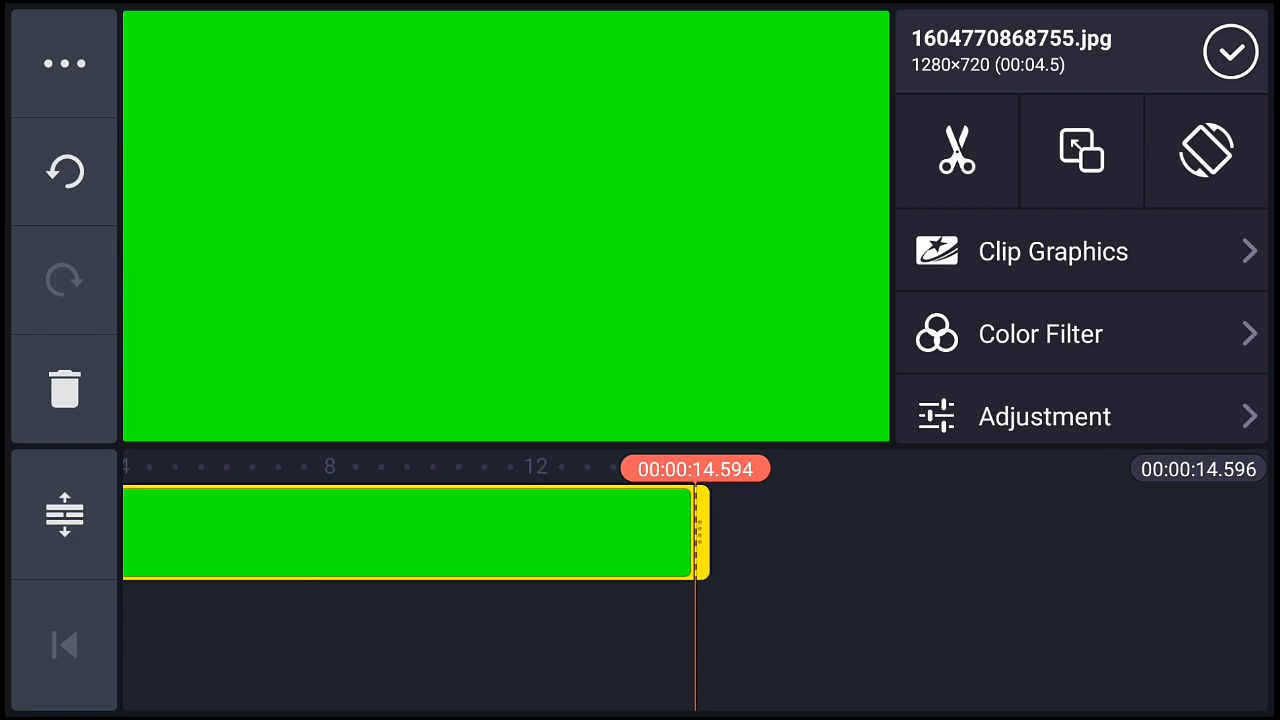 1604770868755.jpg
1280×720 (00:04.5)
Clip Graphics
Color Filter
Adjustment
4 8 12 00:00:14.594 00:00:14.596